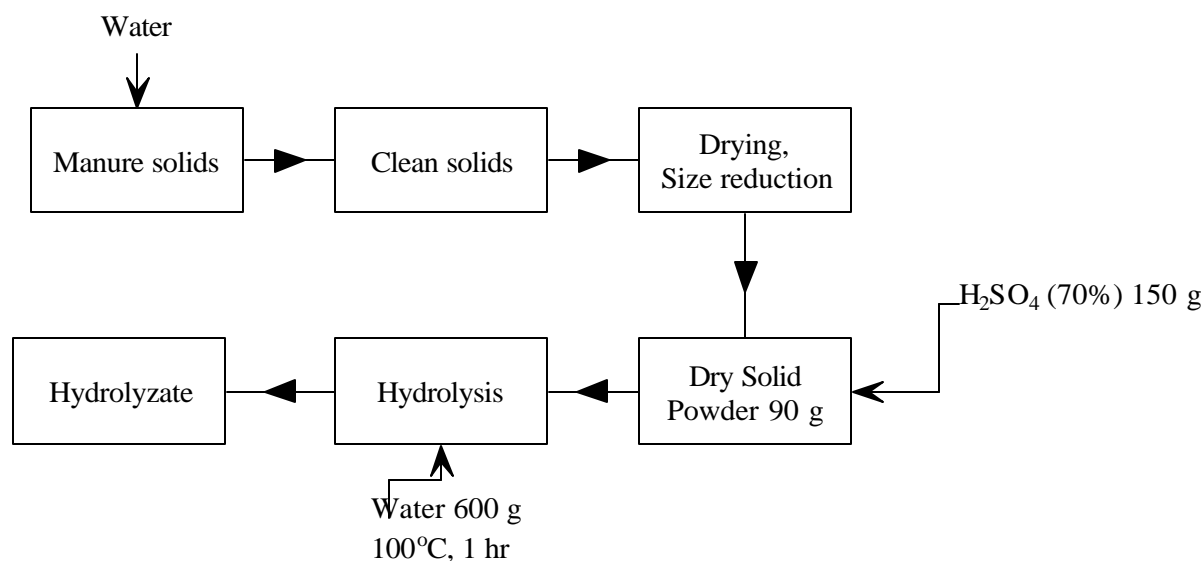 Water
Manure solids
Clean solids
Drying,
Size reduction
H₂SO₄ (70%) 150 g
Hydrolyzate
Hydrolysis
Dry Solid
Powder 90 g
Water 600 g
100°C, 1 hr